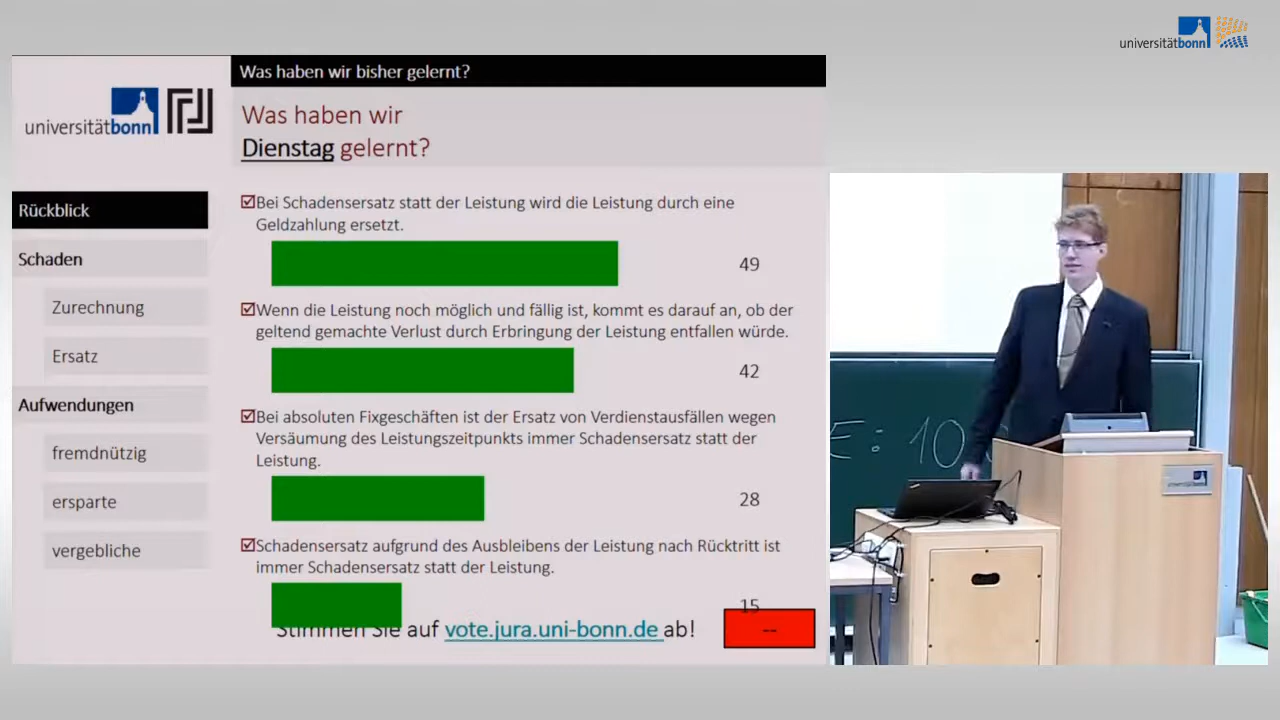 universitätbonn
Was haben wir bisher gelernt?
universitätbonn
Was haben wir
Dienstag gelernt?
Rückblick
Schaden
Zurechnung
Ersatz
Aufwendungen
fremdnützig
ersparte
vergebliche
Bei Schadensersatz statt der Leistung wird die Leistung durch eine
Geldzahlung ersetzt.
49
Wenn die Leistung noch möglich und fällig ist, kommt es darauf an, ob der
geltend gemachte Verlust durch Erbringung der Leistung entfallen würde.
42
Bei absoluten Fixgeschäften ist der Ersatz von Verdienstausfällen wegen
Versäumung des Leistungszeitpunkts immer Schadensersatz statt der
Leistung.
28
Schadensersatz aufgrund des Ausbleibens der Leistung nach Rücktritt ist
immer Schadensersatz statt der Leistung.
15
Stimmen Sie auf vote.jura.uni-bonn.de ab!
--
E: 10
universitätbonn